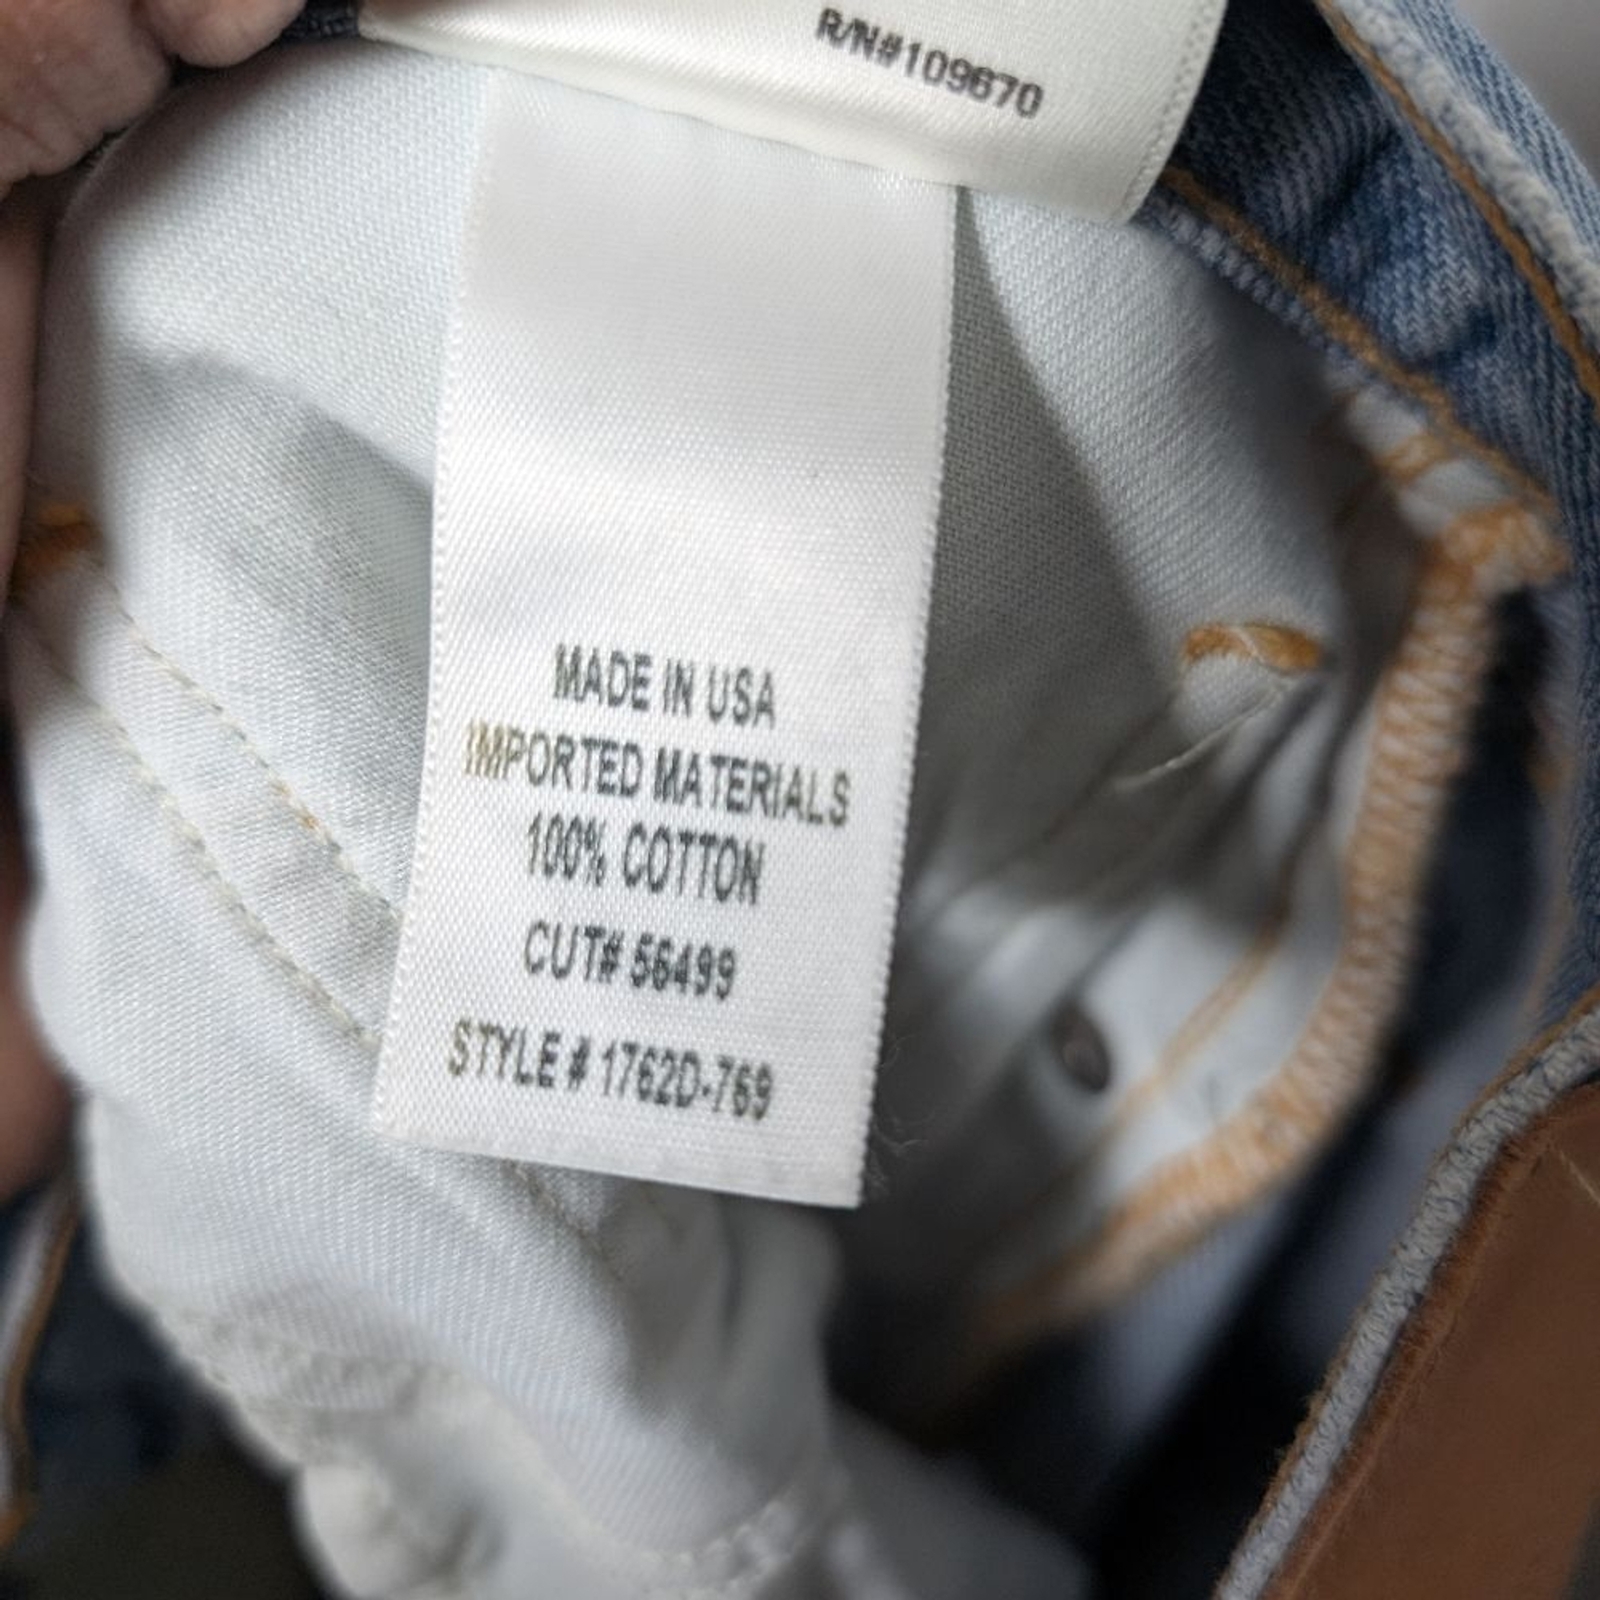 R/N#109670
MADE IN USA
IMPORTED MATERIALS
100% COTTON
CUT# 56499
STYLE # 1762D-769